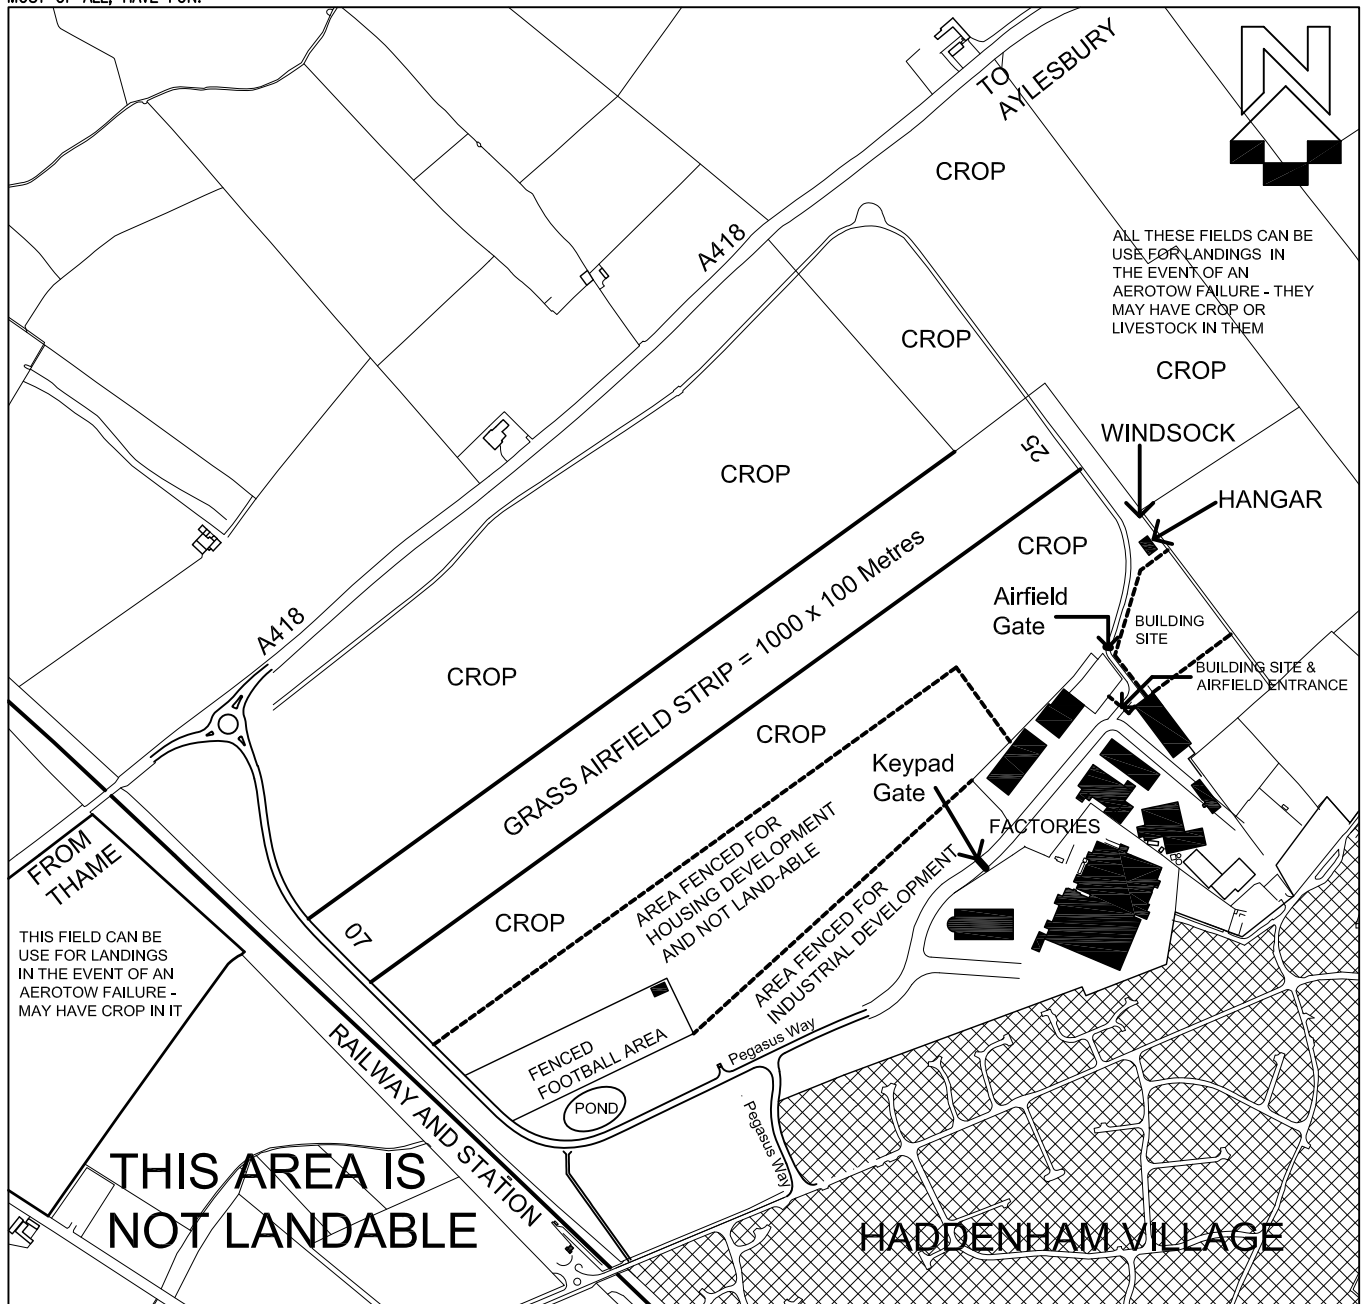 MOST OF ALL, HAVE FUN!
N
TO
AYLESBURY
CROP
A418
ALL THESE FIELDS CAN BE
USE FOR LANDINGS IN
THE EVENT OF AN
AEROTOW FAILURE - THEY
MAY HAVE CROP OR
LIVESTOCK IN THEM
CROP
CROP
WINDSOCK
25
CROP
HANGAR
CROP
GRASS AIRFIELD STRIP = 1000 x 100 Metres
Airfield
Gate
BUILDING
SITE
A418
CROP
BUILDING SITE &
AIRFIELD ENTRANCE
CROP
Keypad
Gate
FACTORIES
FROM
THAME
AREA FENCED FOR
HOUSING DEVELOPMENT
AND NOT LAND-ABLE
AREA FENCED FOR
INDUSTRIAL DEVELOPMENT
CROP
07
THIS FIELD CAN BE
USE FOR LANDINGS
IN THE EVENT OF AN
AEROTOW FAILURE -
MAY HAVE CROP IN IT
FENCED
FOOTBALL AREA
Pegasus Way
POND
Pegasus Way
RAILWAY AND STATION
THIS AREA IS
NOT LANDABLE
HADDENHAM VILLAGE